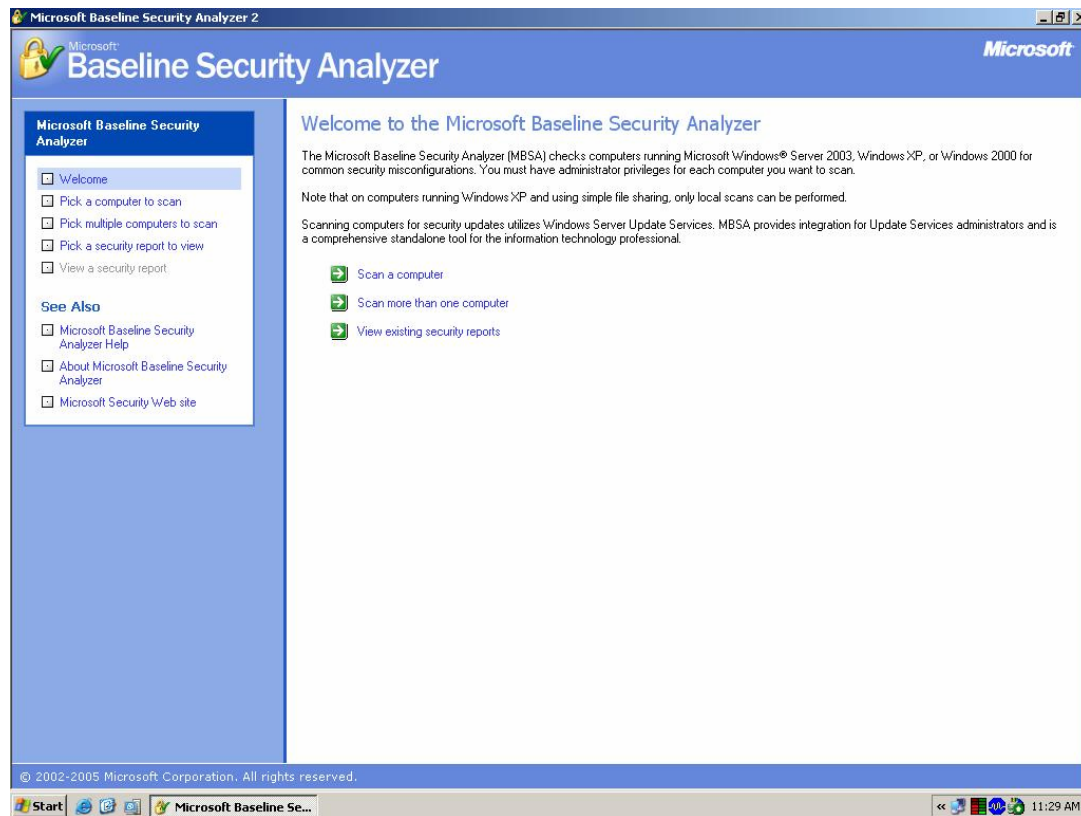 Microsoft Baseline Security Analyzer 2
Microsoft
Baseline Security Analyzer
Microsoft
Microsoft Baseline Security
Analyzer
Welcome
Pick a computer to scan
Pick multiple computers to scan
Pick a security report to view
View a security report
See Also
Microsoft Baseline Security
Analyzer Help
About Microsoft Baseline Security
Analyzer
Microsoft Security Web site
Welcome to the Microsoft Baseline Security Analyzer
The Microsoft Baseline Security Analyzer (MBSA) checks computers running Microsoft Windows® Server 2003, Windows XP, or Windows 2000 for
common security misconfigurations. You must have administrator privileges for each computer you want to scan.
Note that on computers running Windows XP and using simple file sharing, only local scans can be performed.
Scanning computers for security updates utilizes Windows Server Update Services. MBSA provides integration for Update Services administrators and is
a comprehensive standalone tool for the information technology professional.
Scan a computer
Scan more than one computer
View existing security reports
© 2002-2005 Microsoft Corporation. All rights reserved.
Start
Microsoft Baseline Se...
«
11:29 AM